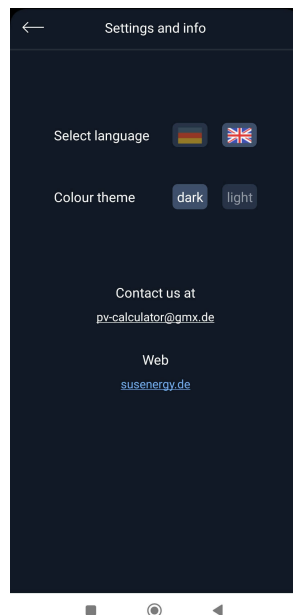 Settings and info
Select language
Colour theme dark light
Contact us at
pv-calculator@gmx.de
Web
susenergy.de